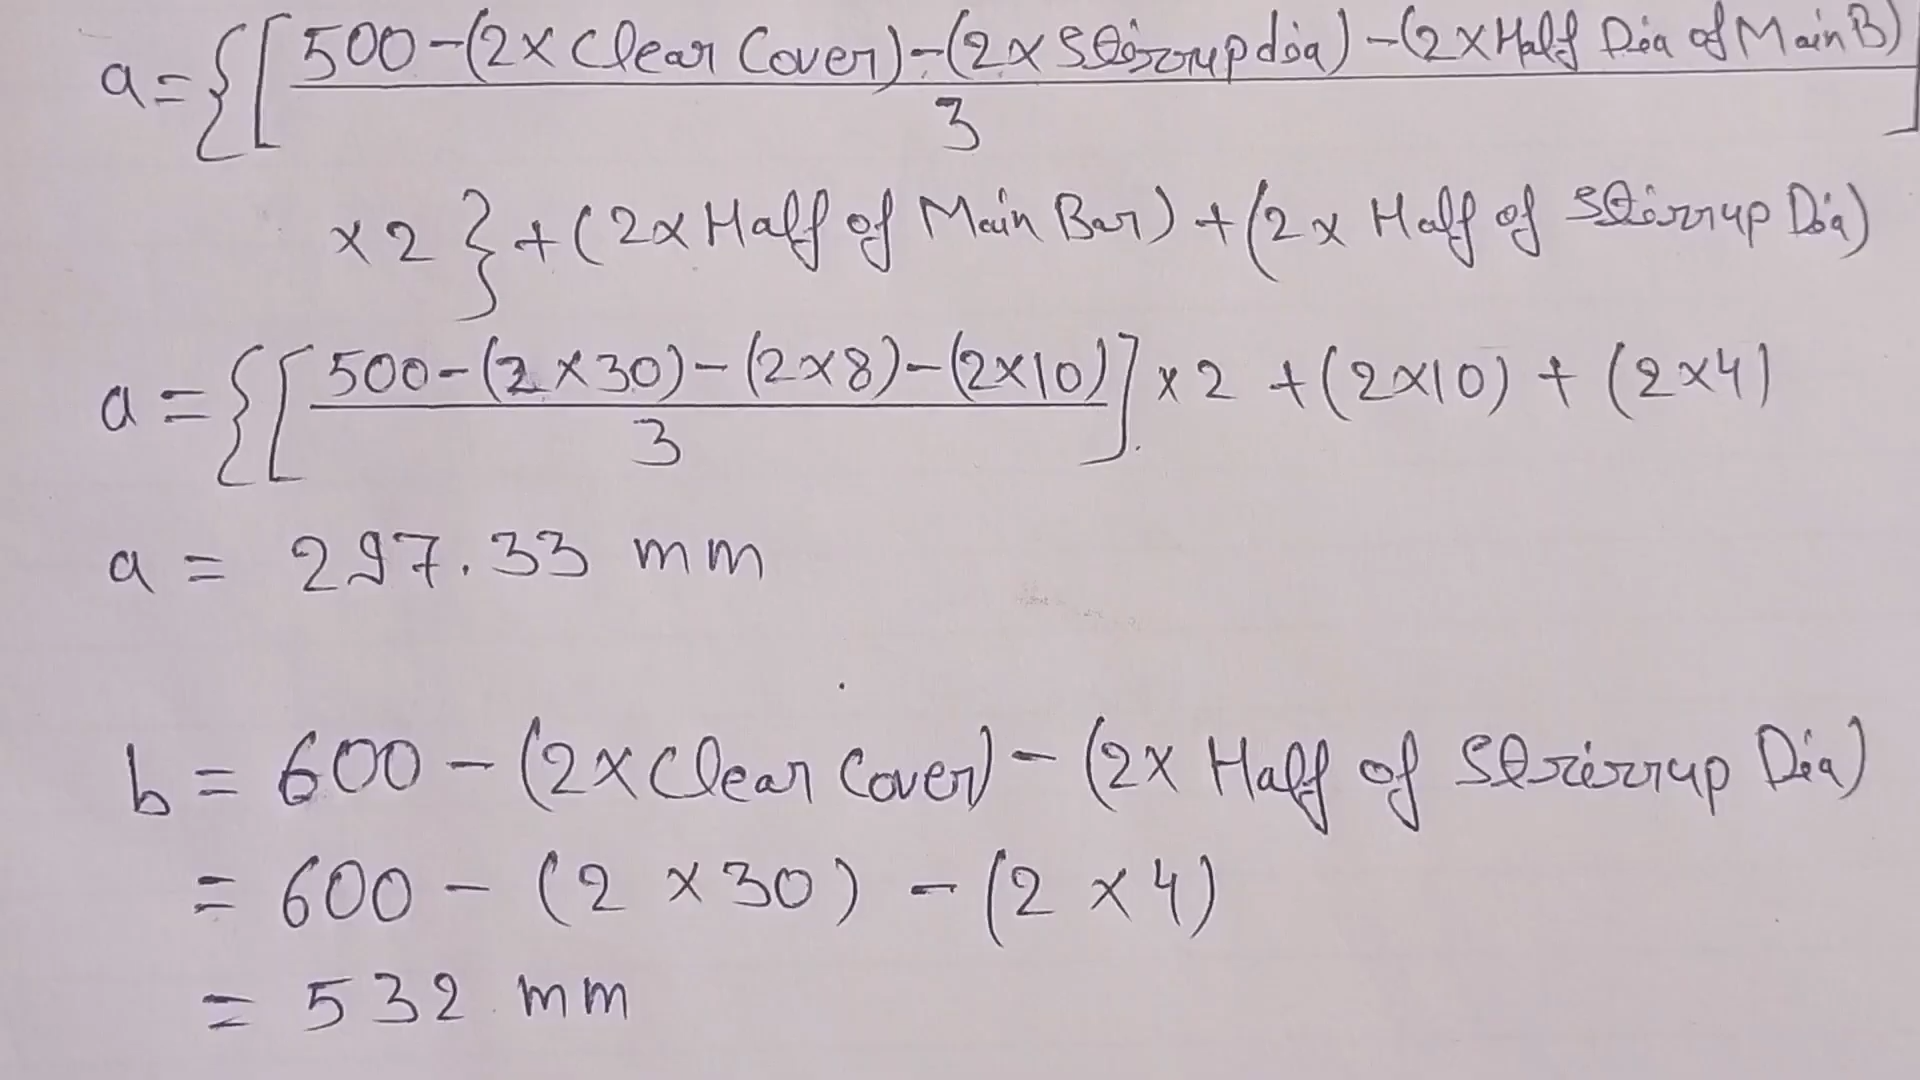 a = {[ 500 - (2 x Clear Cover) - (2 x Stirrup dia) - (2 x Half Dia of Main B)
3 ]
x 2 } + (2 x Half of Main Bar) + (2 x Half of Stirrup Dia)
a = {[ 500 - (2 x 30) - (2 x 8) - (2 x 10) ] x 2 + (2 x 10) + (2 x 4)
3
a = 297.33 mm
b = 600 - (2 x Clear Cover) - (2 x Half of Stirrup Dia)
= 600 - (2 x 30) - (2 x 4)
= 532 mm